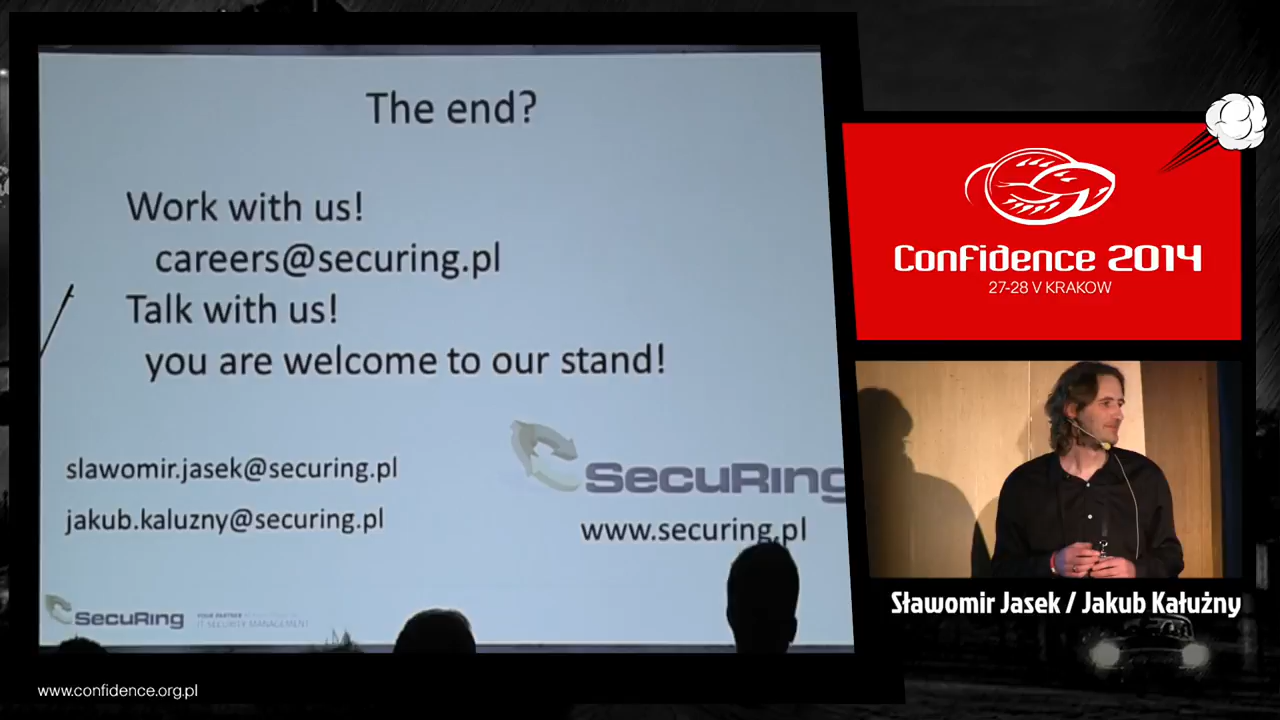 The end?
Work with us!
careers@securing.pl
Talk with us!
you are welcome to our stand!
slawomir.jasek@securing.pl
jakub.kaluzny@securing.pl
SecuRing
www.securing.pl
SecuRing
YOUR PARTNER
IT SECURITY MANAGEMENT
Confidence 2014
27-28 V KRAKOW
Sławomir Jasek / Jakub Kałużny
www.confidence.org.pl